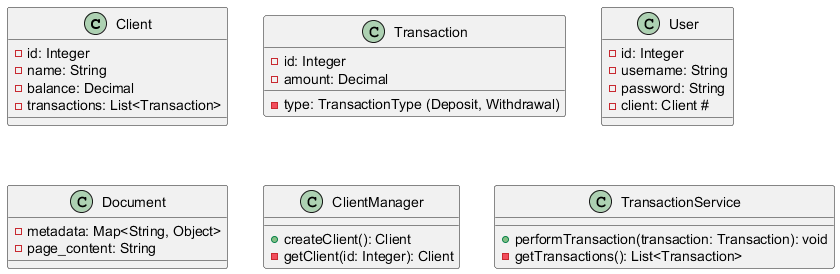 C Client
id: Integer
name: String
balance: Decimal
transactions: List<Transaction>
C Transaction
id: Integer
amount: Decimal
type: TransactionType (Deposit, Withdrawal)
C User
id: Integer
username: String
password: String
client: Client #
C Document
metadata: Map<String, Object>
page_content: String
C ClientManager
createClient(): Client
getClient(id: Integer): Client
C TransactionService
performTransaction(transaction: Transaction): void
getTransactions(): List<Transaction>